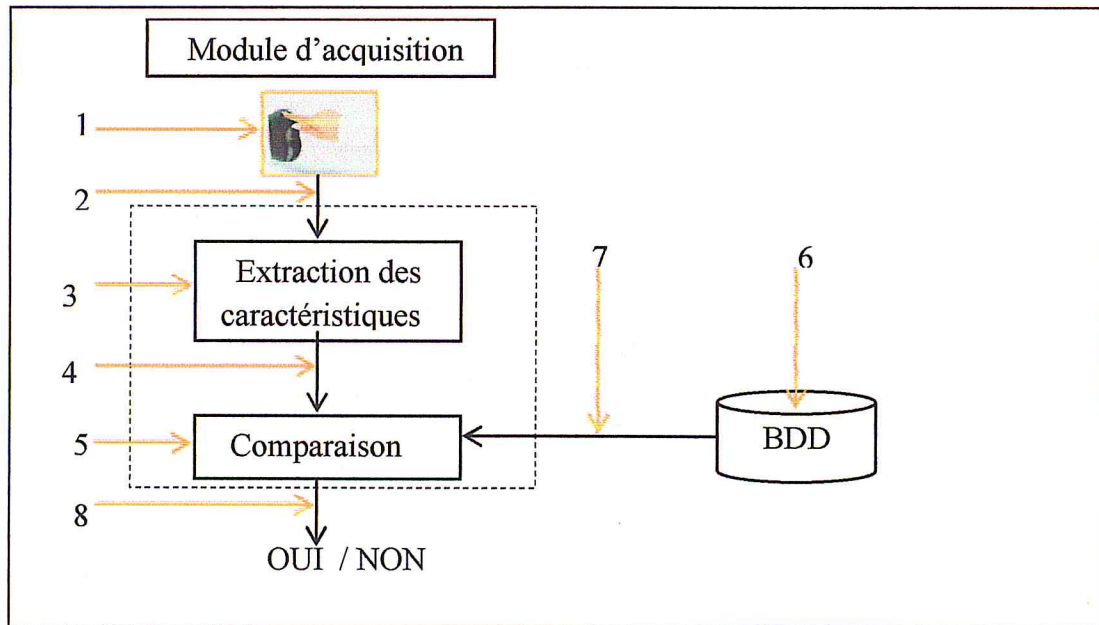 Module d'acquisition
1
2
Extraction des
caractéristiques
3
7
6
4
Comparaison
5
BDD
8
OUI / NON